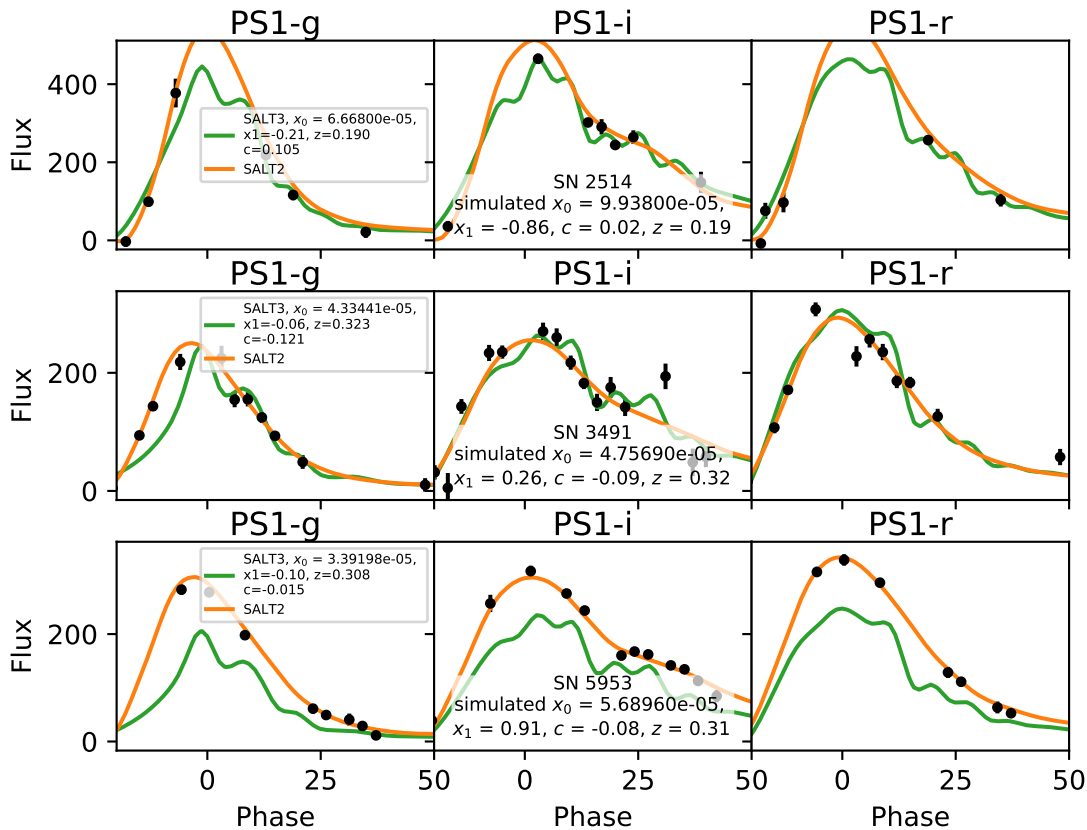 PS1-g PS1-i PS1-r
Flux
400
200
0
SALT3, x₀ = 6.66800e-05,
x1=-0.21, z=0.190
c=0.105
SALT2
SN 2514
simulated x₀ = 9.93800e-05,
x₁ = -0.86, c = 0.02, z = 0.19
PS1-g PS1-i PS1-r
Flux
200
0
SALT3, x₀ = 4.33441e-05,
x1=-0.06, z=0.323
c=-0.121
SALT2
SN 3491
simulated x₀ = 4.75690e-05,
x₁ = 0.26, c = -0.09, z = 0.32
PS1-g PS1-i PS1-r
Flux
200
0
SALT3, x₀ = 3.39198e-05,
x1=-0.10, z=0.308
c=-0.015
SALT2
SN 5953
simulated x₀ = 5.68960e-05,
x₁ = 0.91, c = -0.08, z = 0.31
0 25 50 0 25 50 0 25 50
Phase Phase Phase